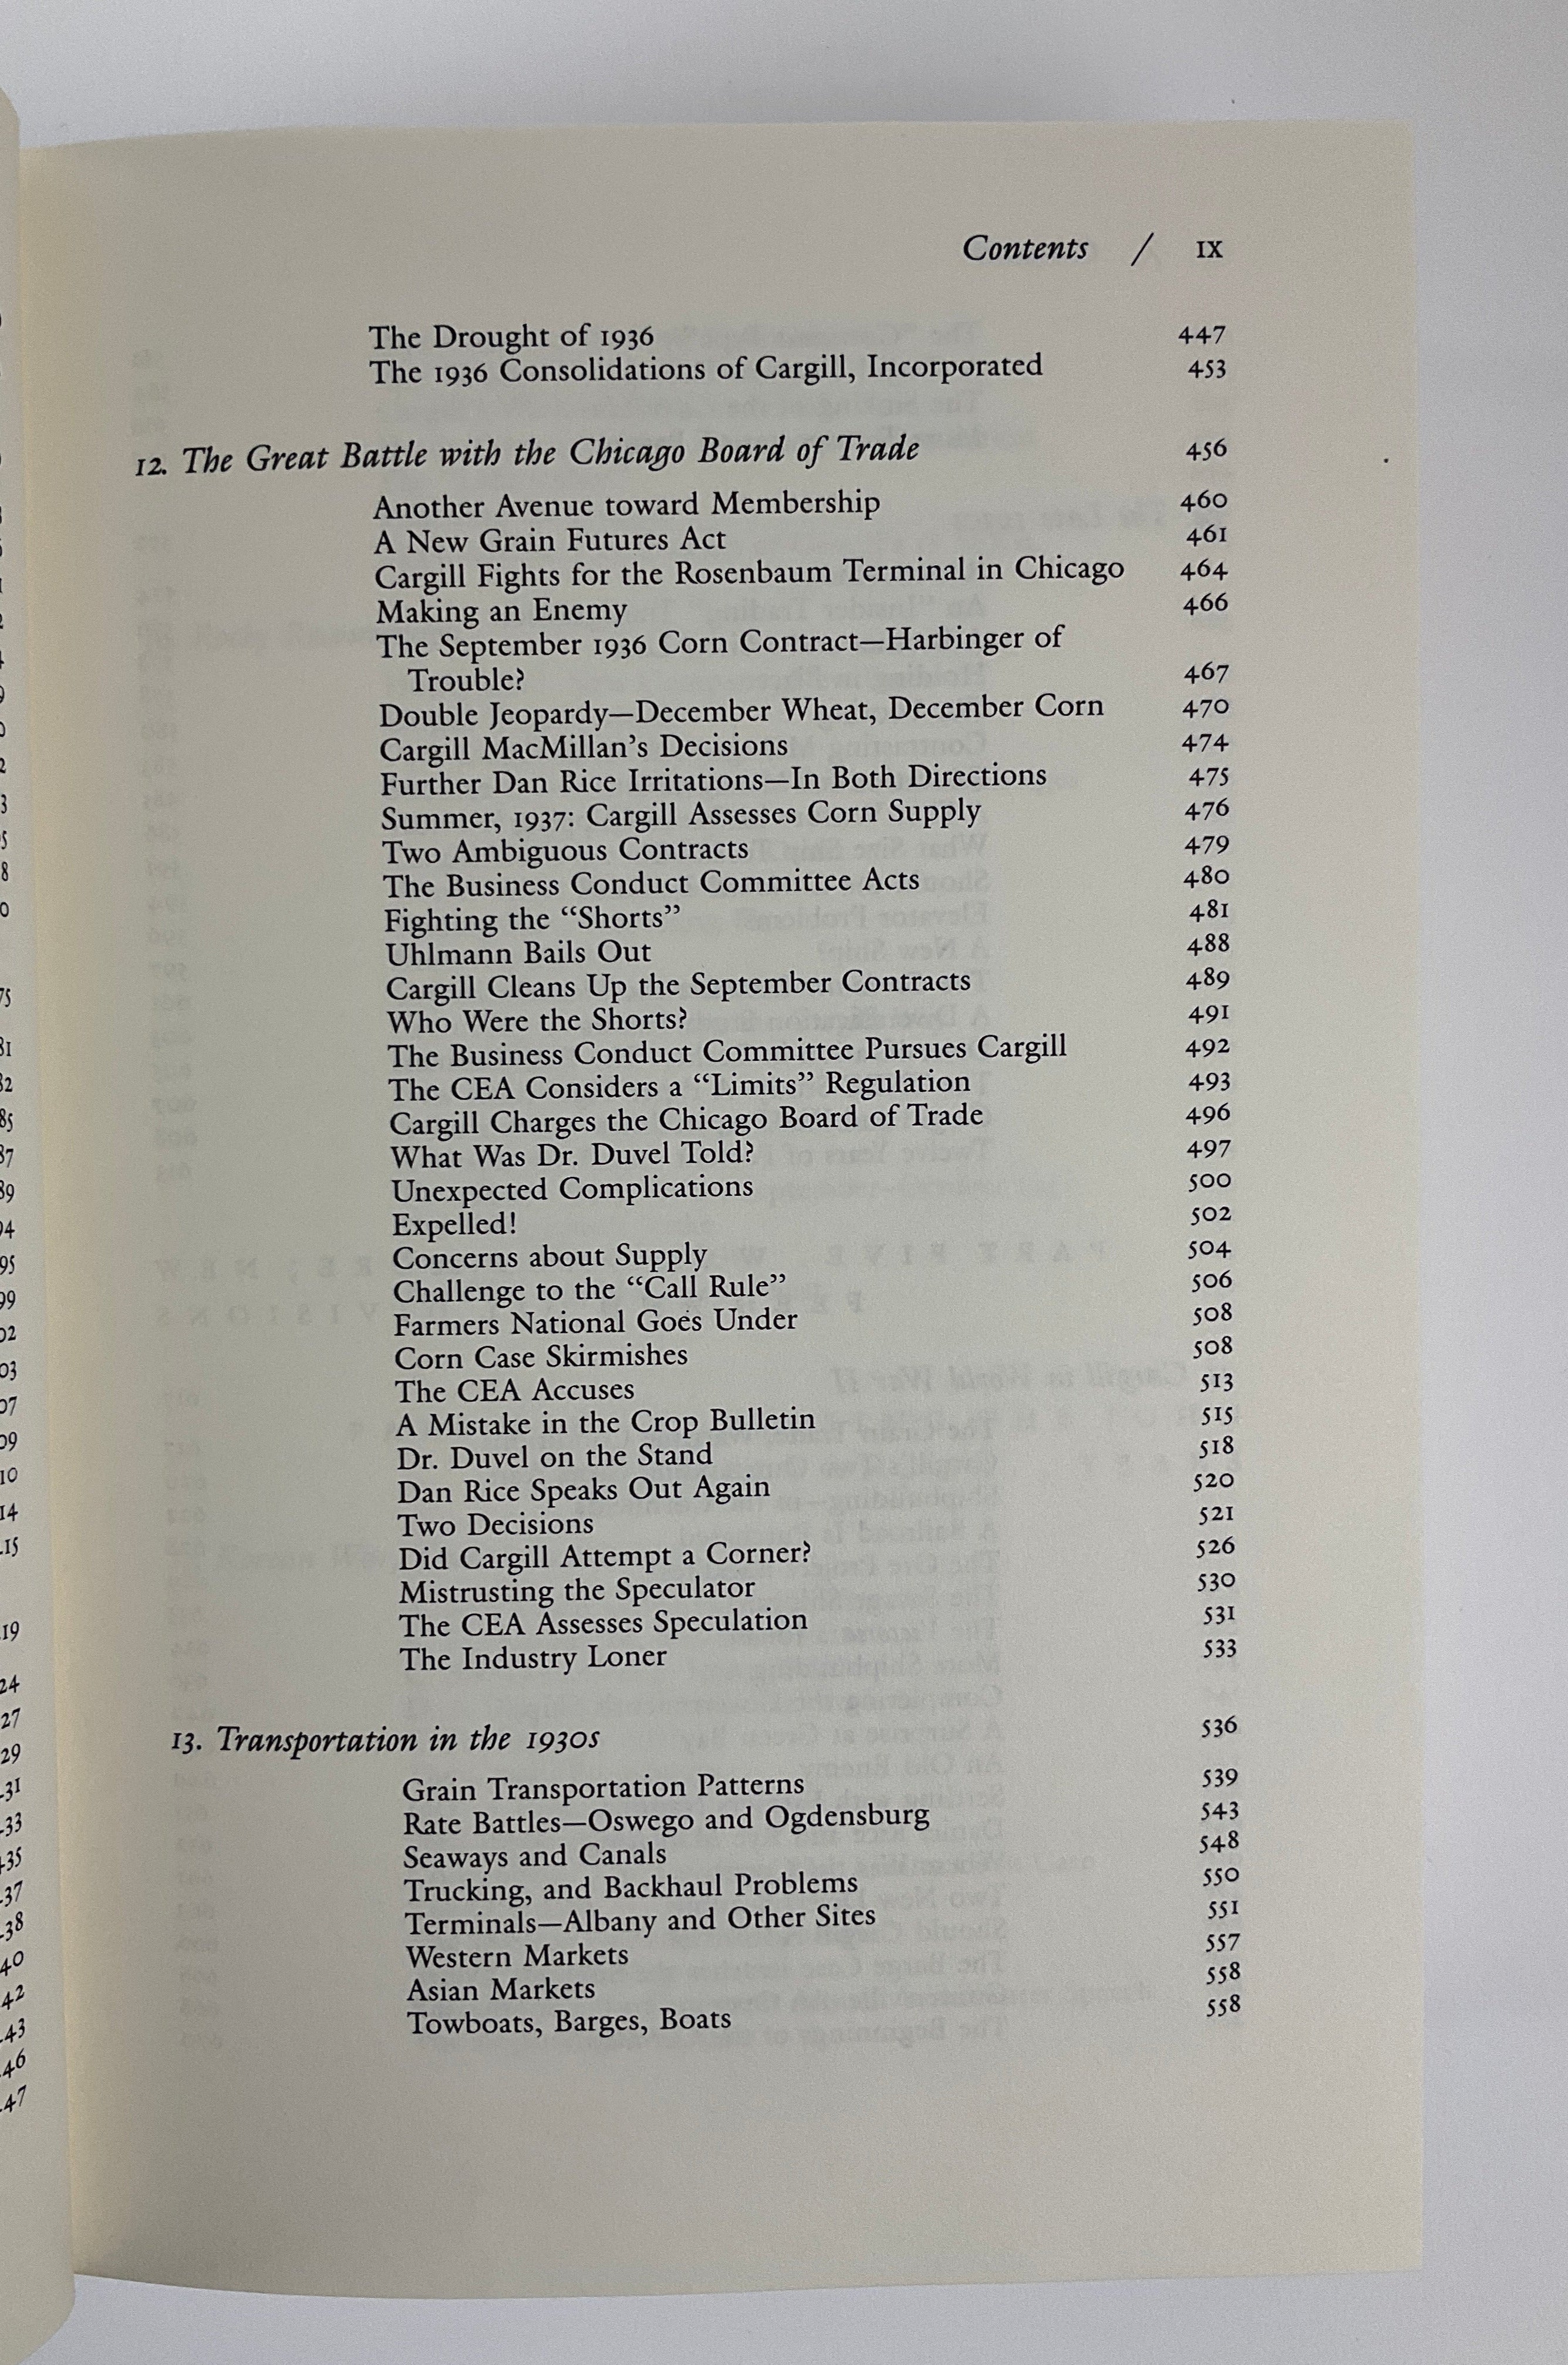 Contents / IX
The Drought of 1936 447
The 1936 Consolidations of Cargill, Incorporated 453
12. The Great Battle with the Chicago Board of Trade 456
Another Avenue toward Membership 460
A New Grain Futures Act 461
Cargill Fights for the Rosenbaum Terminal in Chicago 464
Making an Enemy 466
The September 1936 Corn Contract—Harbinger of
Trouble? 467
Double Jeopardy—December Wheat, December Corn 470
Cargill MacMillan's Decisions 474
Further Dan Rice Irritations—In Both Directions 475
Summer, 1937: Cargill Assesses Corn Supply 476
Two Ambiguous Contracts 479
The Business Conduct Committee Acts 480
Fighting the “Shorts” 481
Uhlmann Bails Out 488
Cargill Cleans Up the September Contracts 489
Who Were the Shorts? 491
The Business Conduct Committee Pursues Cargill 492
The CEA Considers a “Limits” Regulation 493
Cargill Charges the Chicago Board of Trade 496
What Was Dr. Duvel Told? 497
Unexpected Complications 500
Expelled! 502
Concerns about Supply 504
Challenge to the “Call Rule” 506
Farmers National Goes Under 508
Corn Case Skirmishes 508
The CEA Accuses 513
A Mistake in the Crop Bulletin 515
Dr. Duvel on the Stand 518
Dan Rice Speaks Out Again 520
Two Decisions 521
Did Cargill Attempt a Corner? 526
Mistrusting the Speculator 530
The CEA Assesses Speculation 531
The Industry Loner 533
13. Transportation in the 1930s 536
Grain Transportation Patterns 539
Rate Battles—Oswego and Ogdensburg 543
Seaways and Canals 548
Trucking, and Backhaul Problems 550
Terminals—Albany and Other Sites 551
Western Markets 557
Asian Markets 558
Towboats, Barges, Boats 558